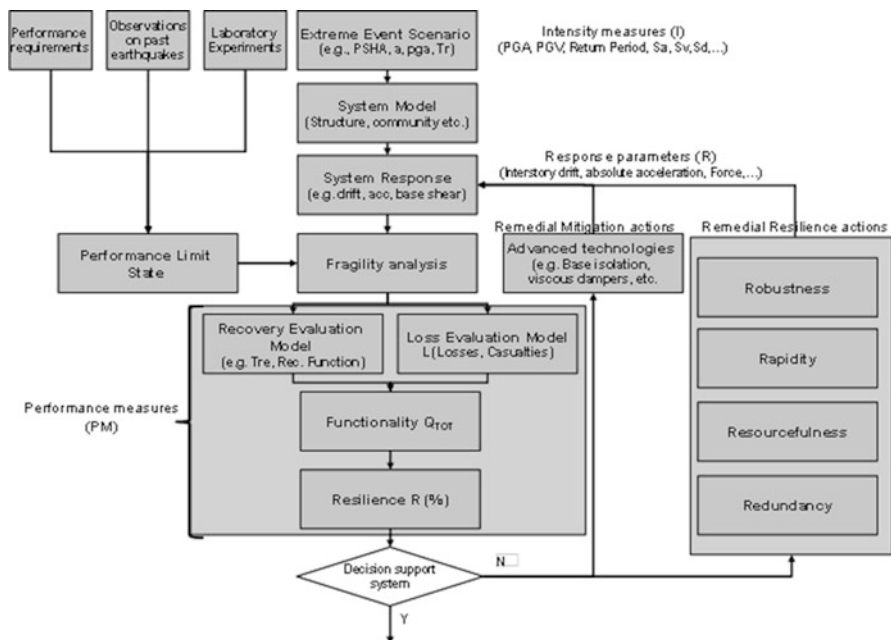 Performance
requirements
Observations
on past
earthquakes
Laboratory
Experiments
Extreme Event Scenario
(e.g., PSHA, a, pga, Tr)
Intensity measures (I)
(PGA, PGV, Return Period, Sa, Sv, Sd,...)
System Model
(Structure, community etc.)
System Response
(e.g. drift, acc, base shear)
Response parameters (R)
(Interstory drift, absolute acceleration, Force,...)
Performance Limit
State
Fragility analysis
Remedial Mitigation actions
Advanced technologies
(e.g. Base isolation,
viscous dampers, etc.
Remedial Resilience actions
Robustness
Rapidity
Resourcefulness
Redundancy
Recovery Evaluation
Model
(e.g. Tre, Rec. Function)
Loss Evaluation Model
L(Losses, Casualties)
Performance measures
(PM)
Functionality QTOT
Resilience R (%)
Decision support
system
N
Y